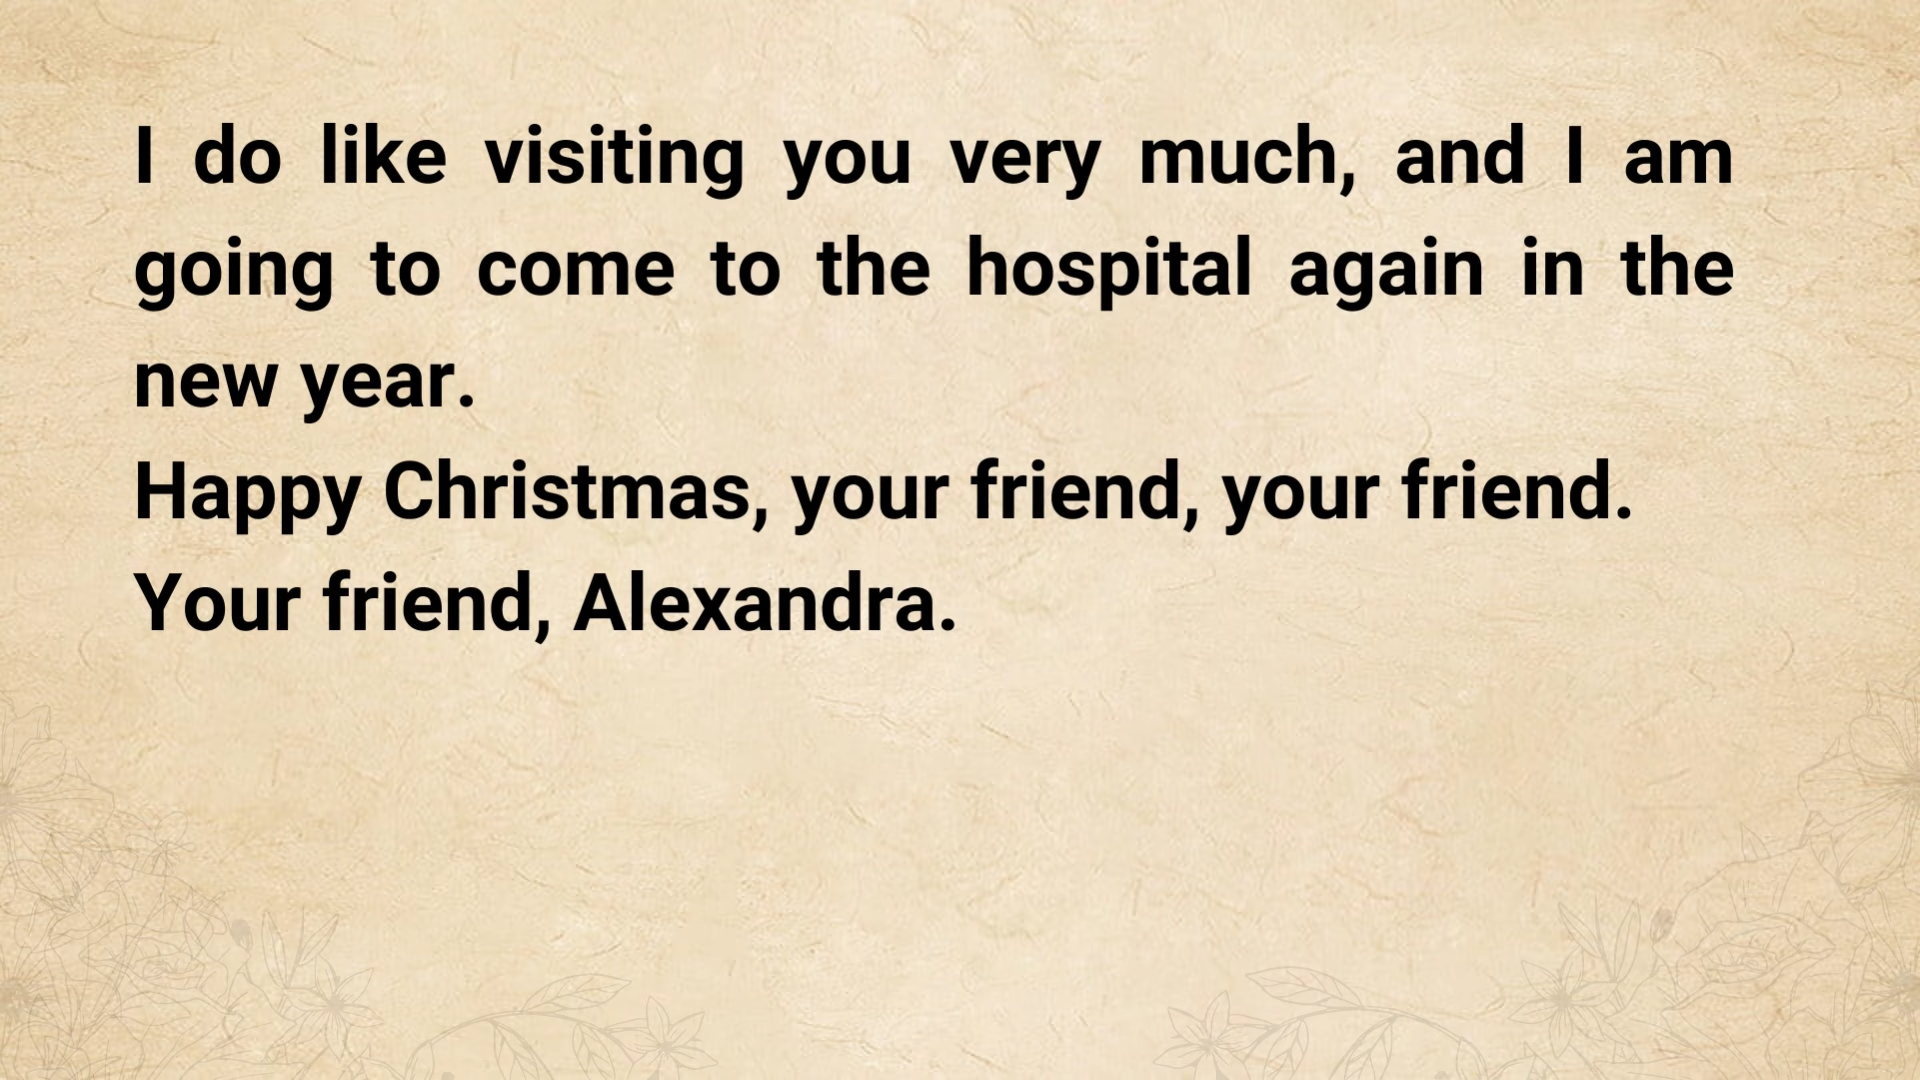 I do like visiting you very much, and I am
going to come to the hospital again in the
new year.
Happy Christmas, your friend, your friend.
Your friend, Alexandra.